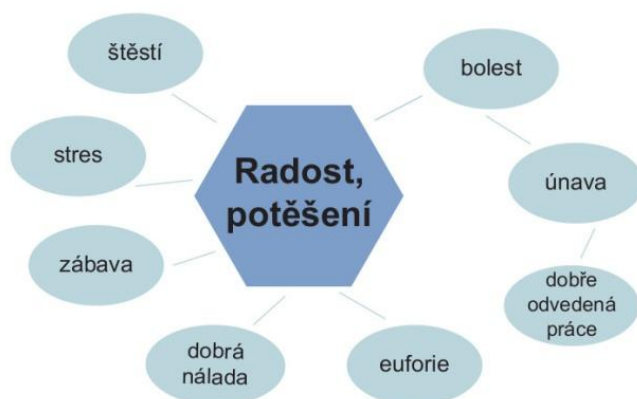 štěstí
bolest
stres
Radost,
potěšení
únava
zábava
dobře
odvedená
práce
dobrá
nálada
euforie